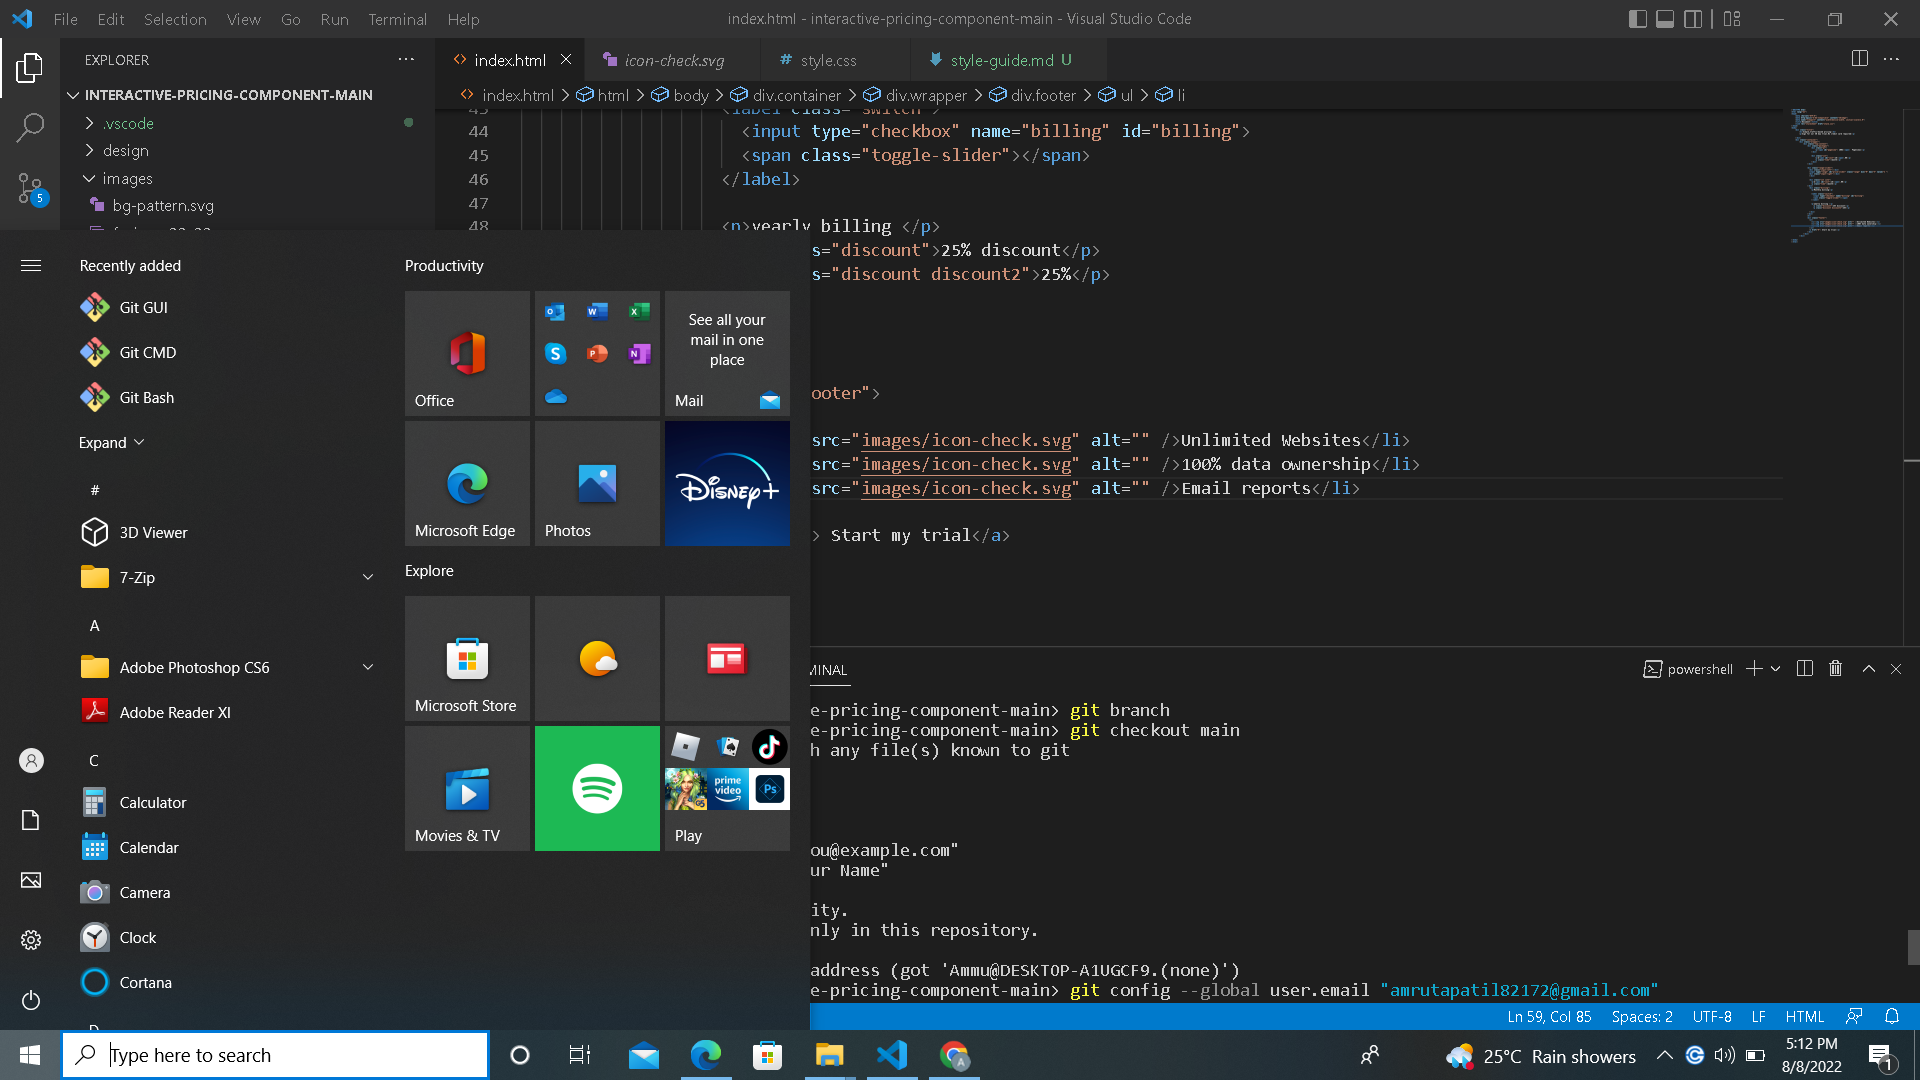 File Edit Selection View Go Run Terminal Help
index.html - interactive-pricing-component-main - Visual Studio Code
EXPLORER
INTERACTIVE-PRICING-COMPONENT-MAIN
.vscode
design
images
bg-pattern.svg
5
index.html
icon-check.svg
# style.css
style-guide.md U
<> index.html > html > body > div.container > div.wrapper > div.footer > ul > li
44 <input type="checkbox" name="billing" id="billing">
45 <span class="toggle-slider"></span>
46 </label>
47
48 <p>yearly billing </p>
s="discount">25% discount</p>
s="discount discount2">25%</p>
ooter">
src="images/icon-check.svg" alt="" />Unlimited Websites</li>
src="images/icon-check.svg" alt="" />100% data ownership</li>
src="images/icon-check.svg" alt="" />Email reports</li>
> Start my trial</a>
MINAL
powershell
e-pricing-component-main> git branch
e-pricing-component-main> git checkout main
h any file(s) known to git
ou@example.com"
ur Name"
ity.
nly in this repository.
address (got 'Ammu@DESKTOP-A1UGCF9.(none)')
e-pricing-component-main> git config --global user.email "amrutapatil82172@gmail.com"
Ln 59, Col 85 Spaces: 2 UTF-8 LF HTML
Recently added
Git GUI
Git CMD
Git Bash
Expand
#
3D Viewer
7-Zip
A
Adobe Photoshop CS6
Adobe Reader XI
C
Calculator
Calendar
Camera
Clock
Cortana
Productivity
Office
See all your
mail in one
place
Mail
Microsoft Edge
Photos
Disney+
Explore
Microsoft Store
Movies & TV
prime
video
Ps
Play
Type here to search
25°C Rain showers
5:12 PM
8/8/2022
1